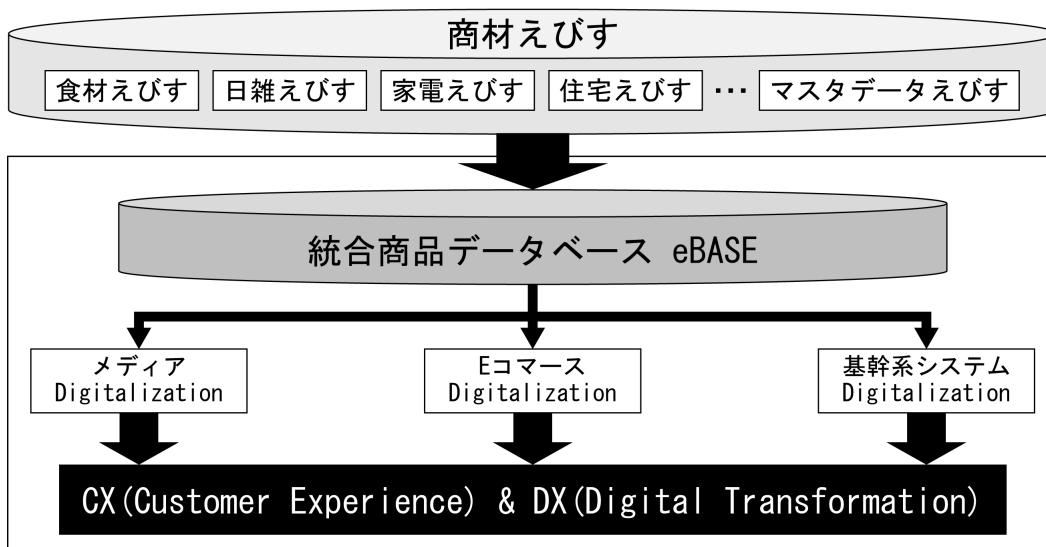 商材えびす
食材えびす 日雑えびす 家電えびす 住宅えびす ・・・ マスタデータえびす
統合商品データベース eBASE
メディア
Digitalization
Eコマース
Digitalization
基幹系システム
Digitalization
CX(Customer Experience) & DX(Digital Transformation)